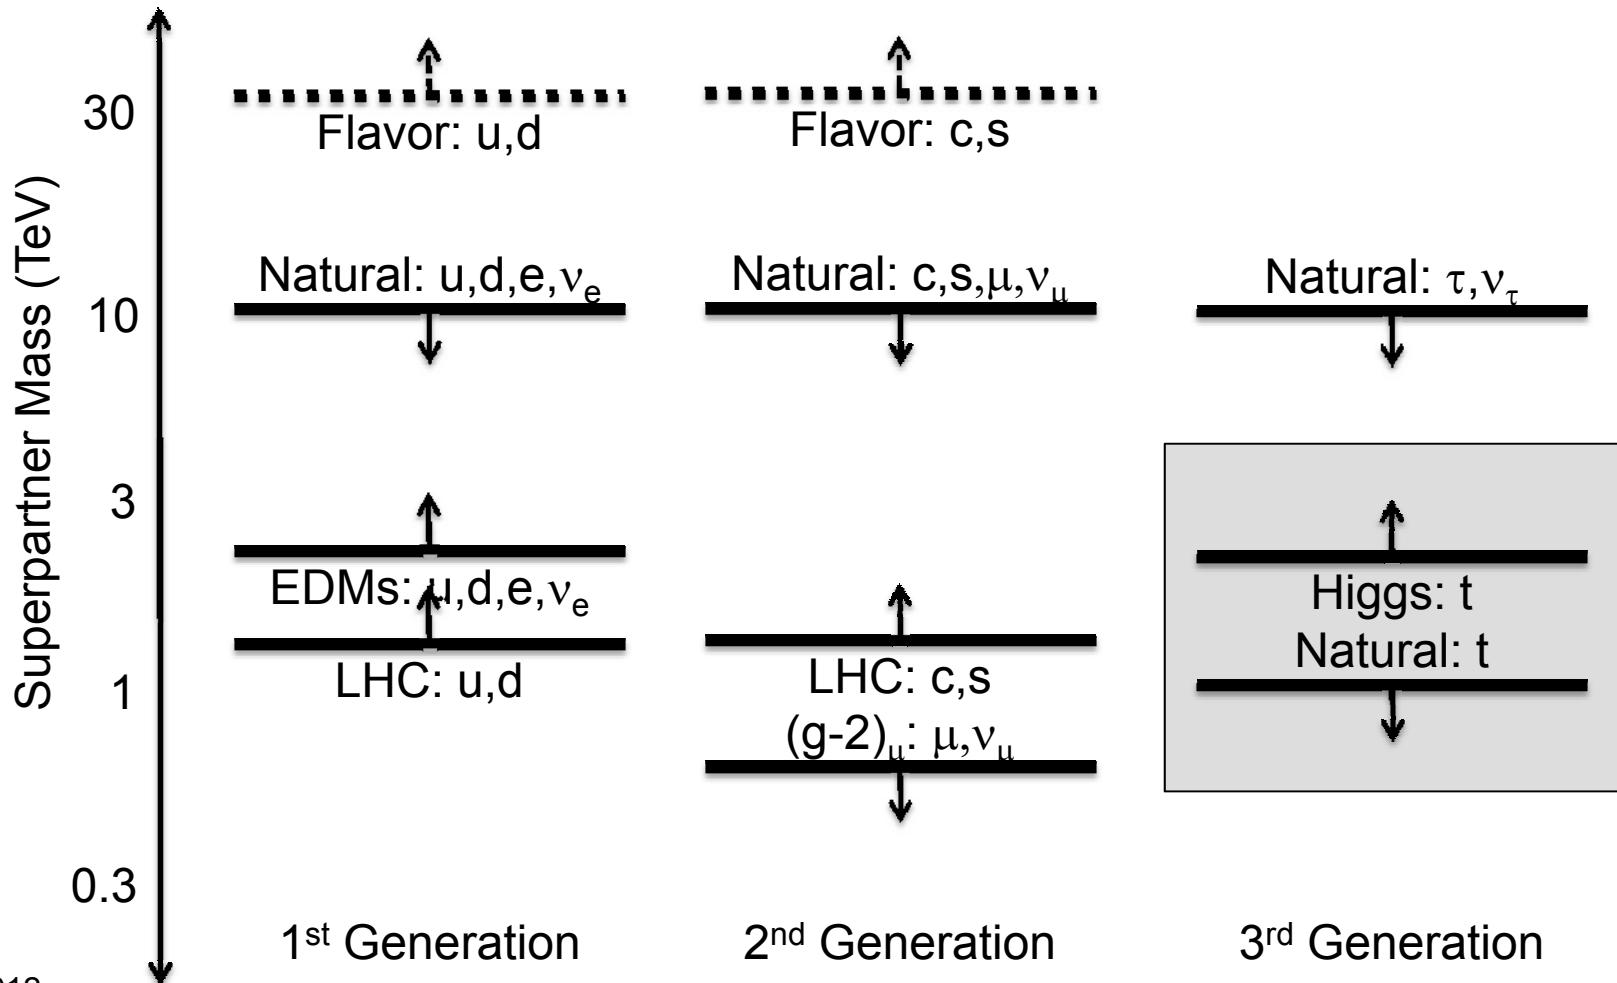 Superpartner Mass (TeV)
30
10
3
1
0.3
Flavor: u,d
Natural: u,d,e,νe
EDMs: u,d,e,νe
LHC: u,d
1st Generation
Flavor: c,s
Natural: c,s,μ,νμ
LHC: c,s
(g-2)μ: μ,νμ
2nd Generation
Natural: τ,ντ
Higgs: t
Natural: t
3rd Generation